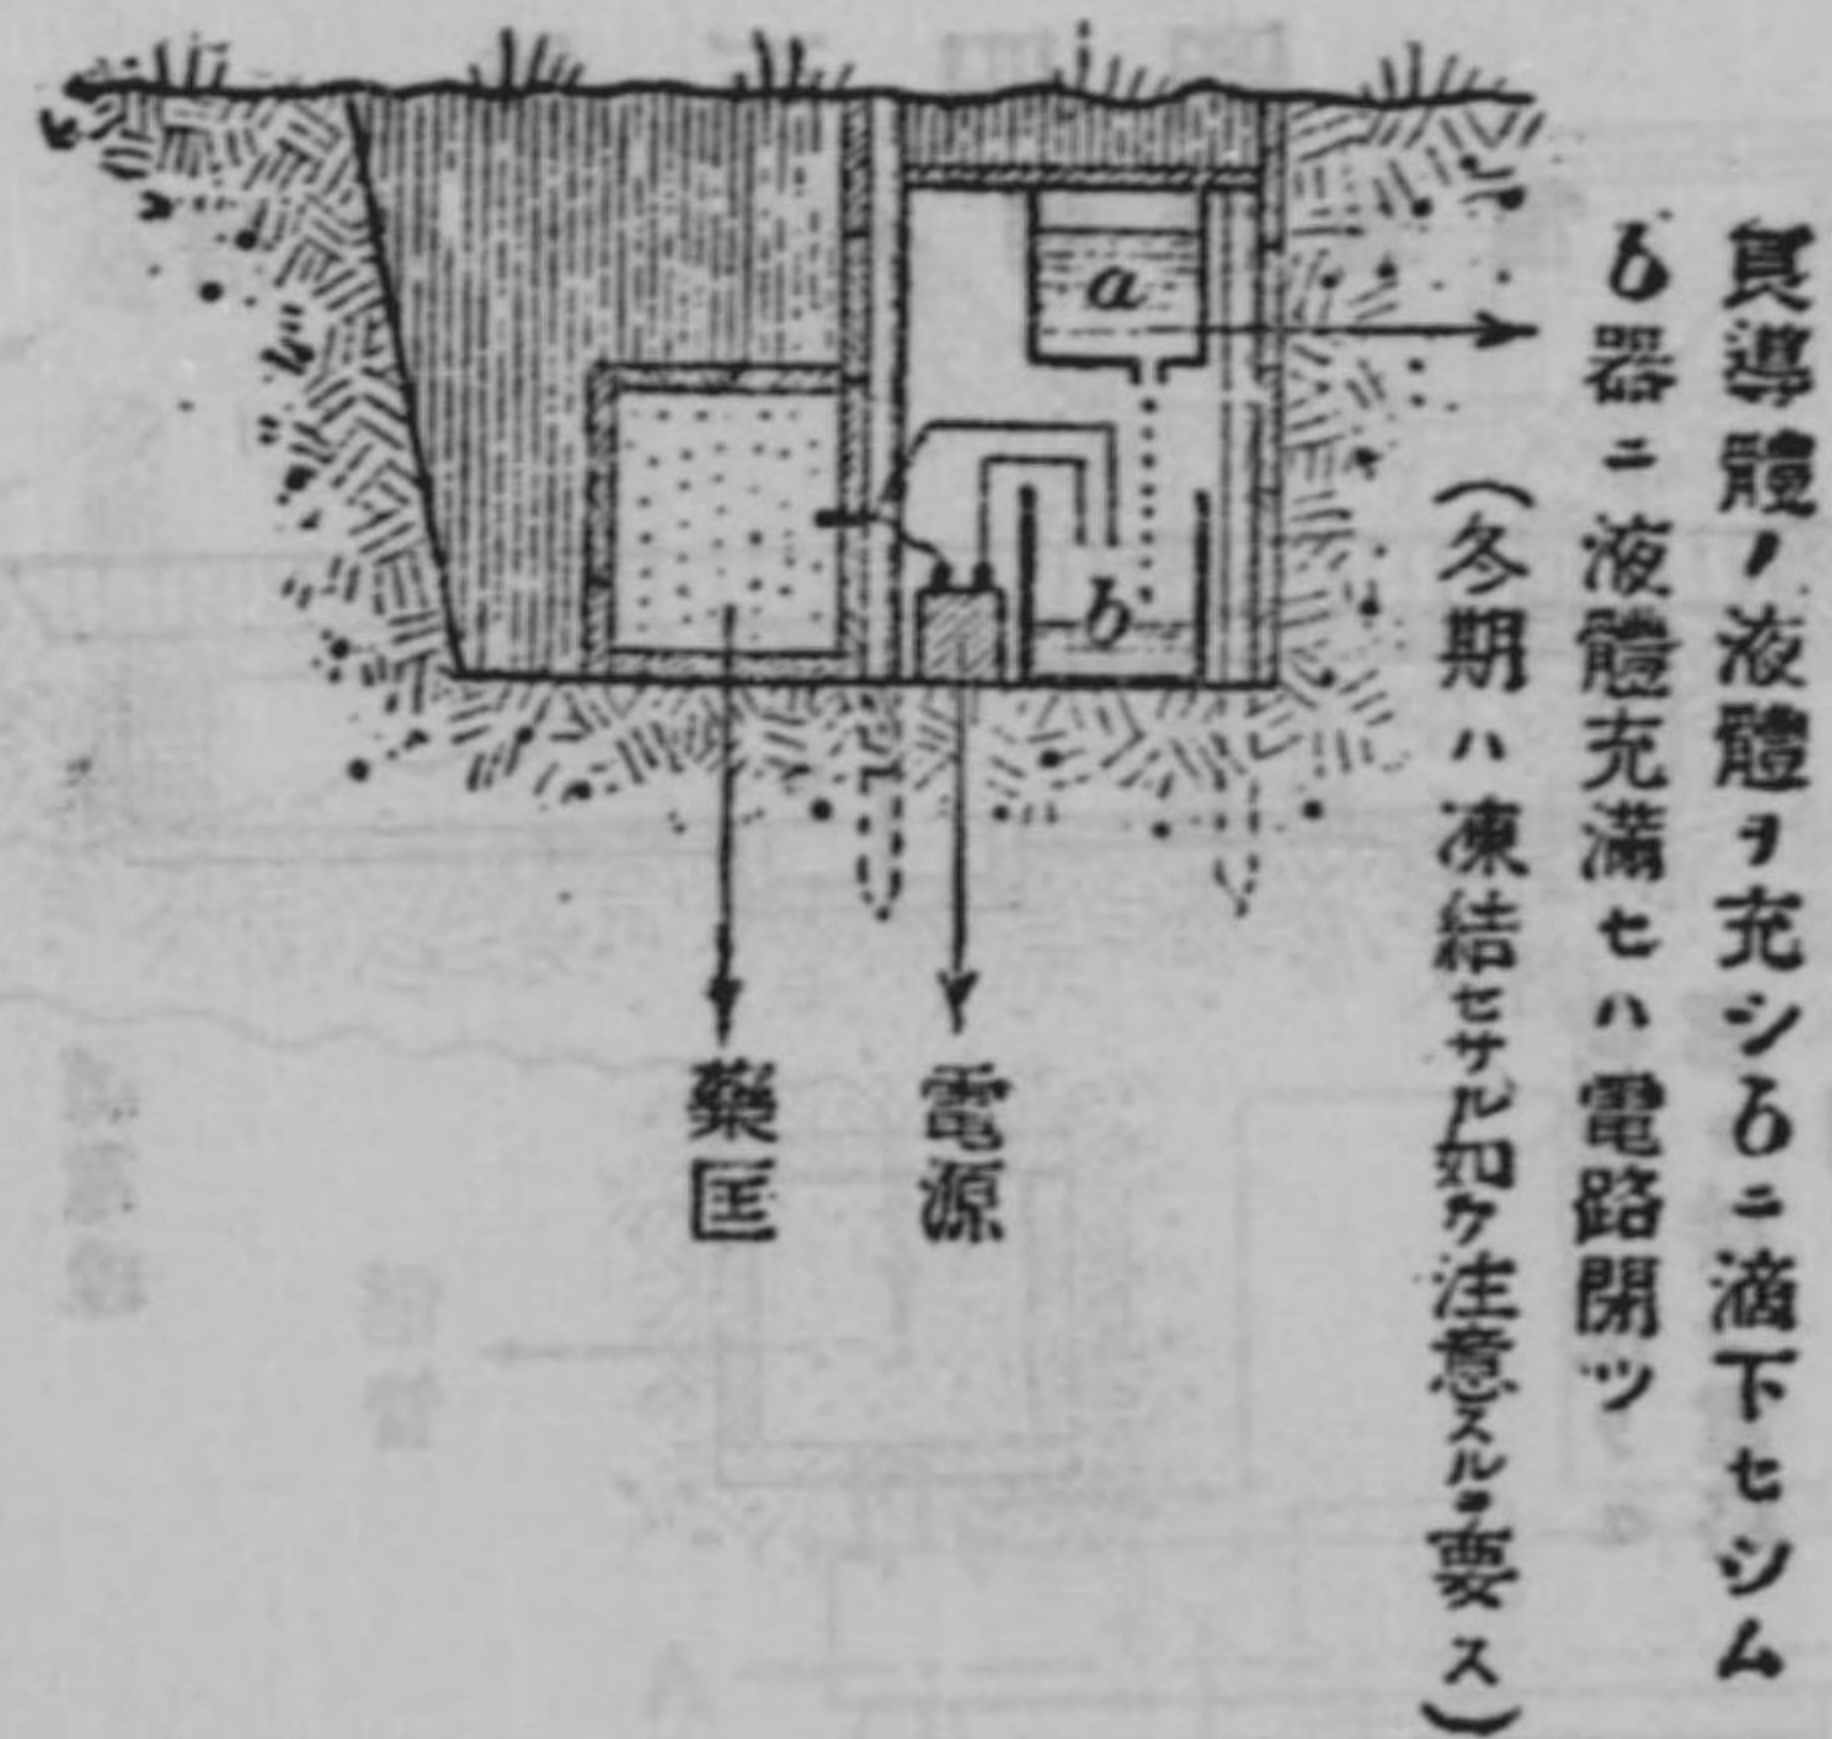 良導體ノ液體ヲ充シbニ滴下セシム
b器ニ液體充滿セハ電路閉ツ
(冬期ハ凍結セサル如ク注意スルヲ要ス)
a
b
電源
藥匡